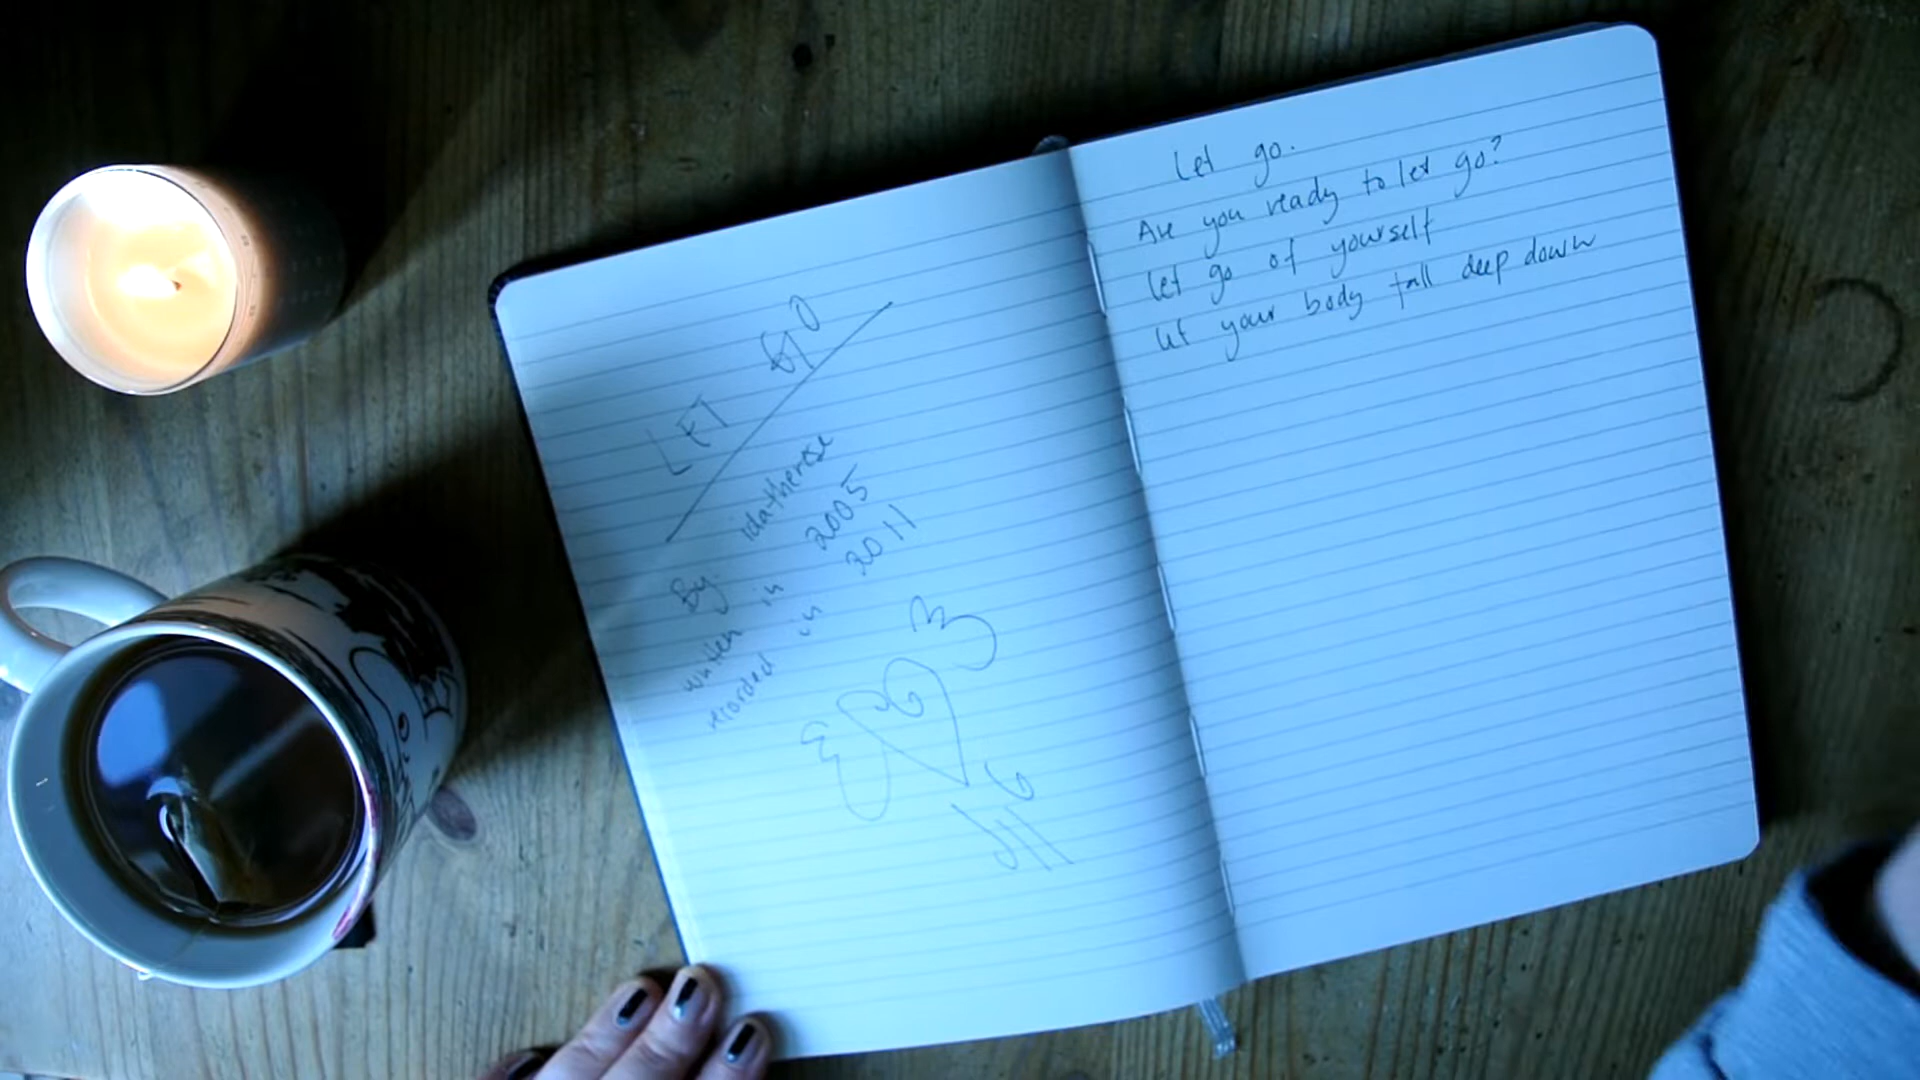 LET GO
By: idatherese
written in 2005
recorded in 2011
Let go.
Are you ready to let go?
let go of yourself
let your body fall deep down